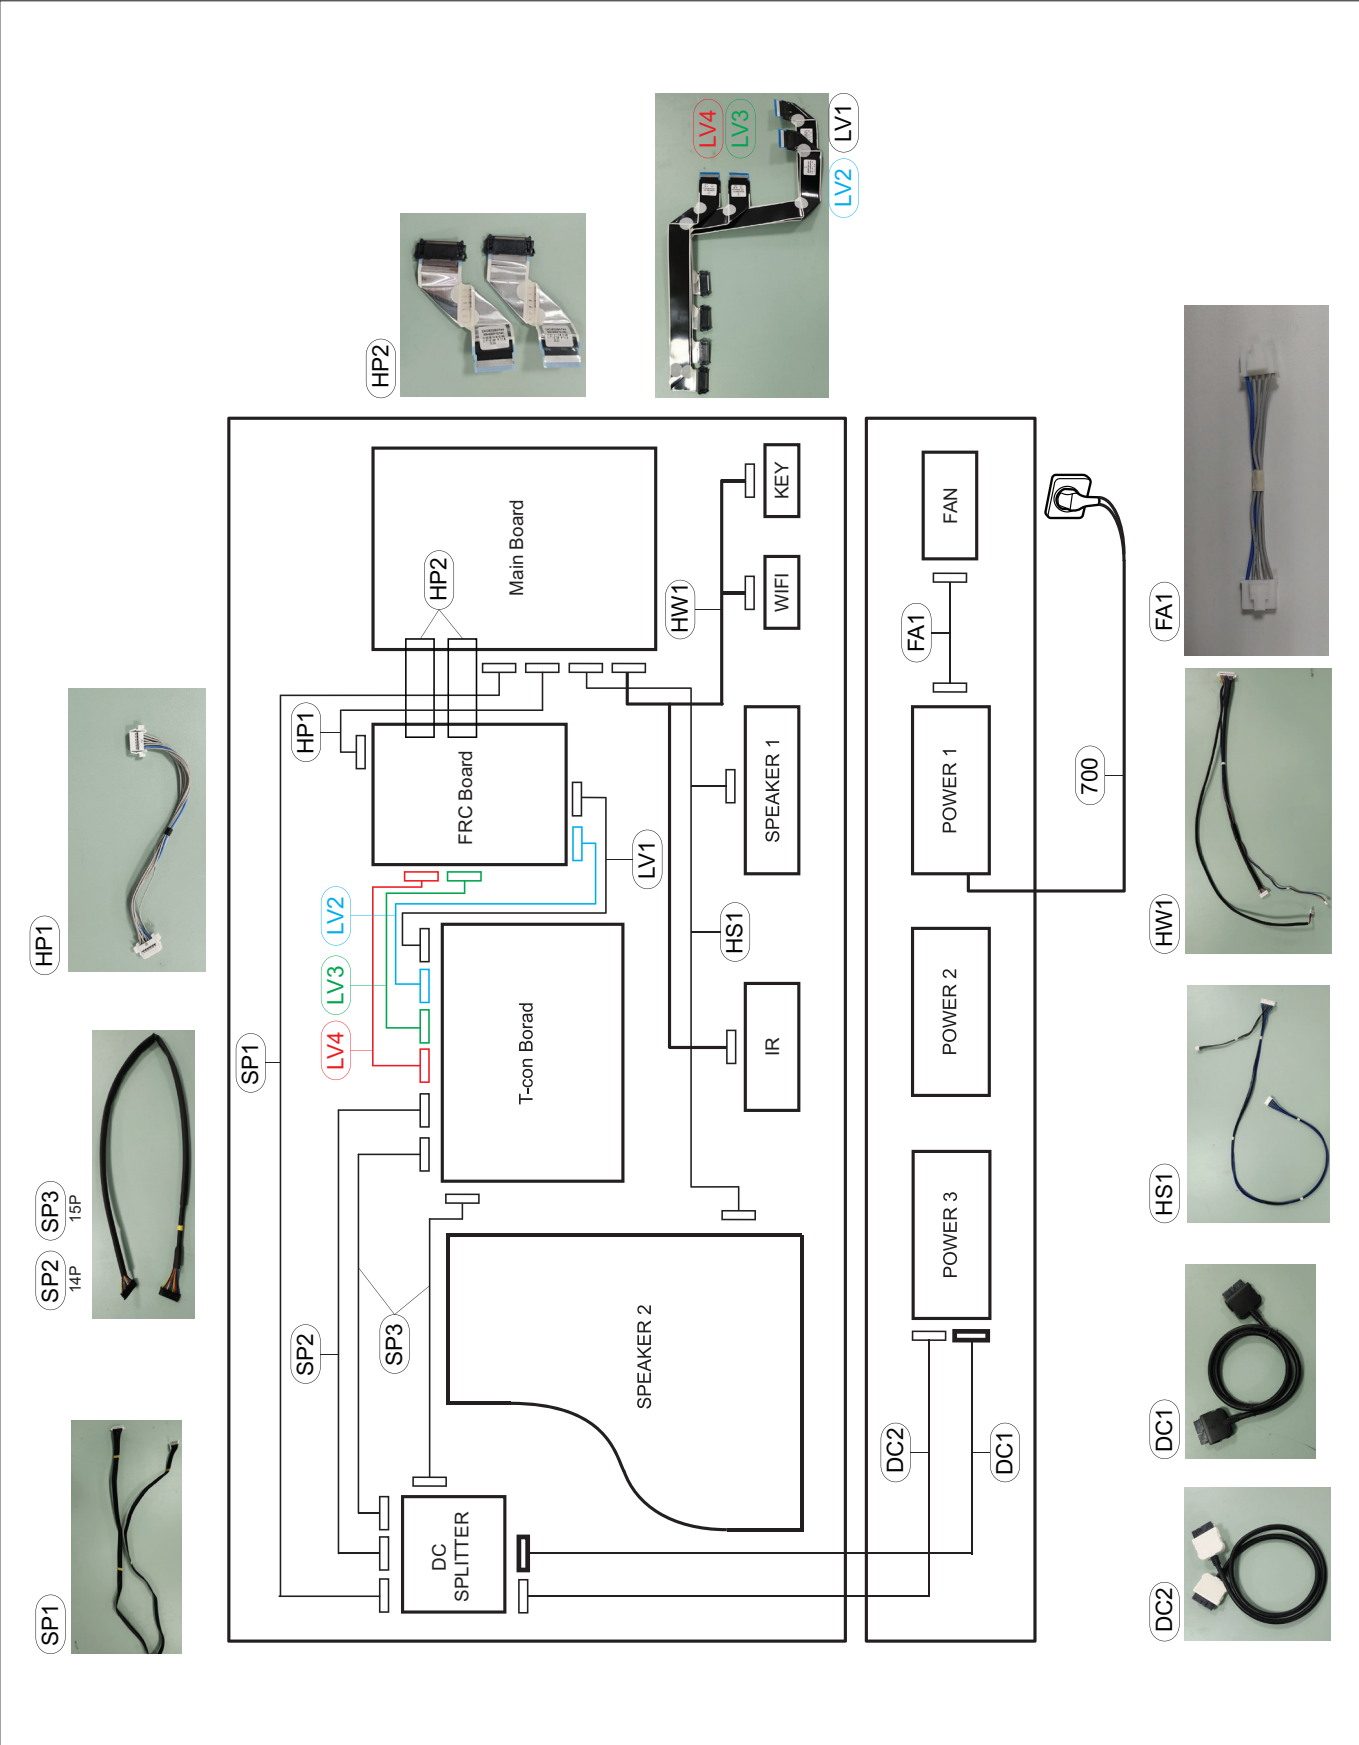 SP1
SP2
14P
SP3
15P
HP1
SP1
SP2
HP1
LV4
LV3
LV2
HP2
SP3
HP2
DC
SPLITTER
FRC Board
Main Board
T-con Borad
SPEAKER 2
LV1
HW1
LV4
LV3
HS1
IR
SPEAKER 1
WIFI
KEY
LV2
LV1
DC2
FA1
POWER 3
POWER 2
POWER 1
FAN
DC1
700
DC2
DC1
HS1
HW1
FA1